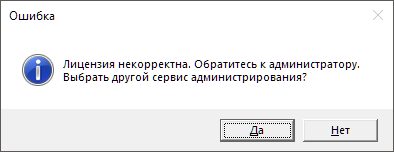 Ошибка
Лицензия некорректна. Обратитесь к администратору.
Выбрать другой сервис администрирования?
Да
Нет